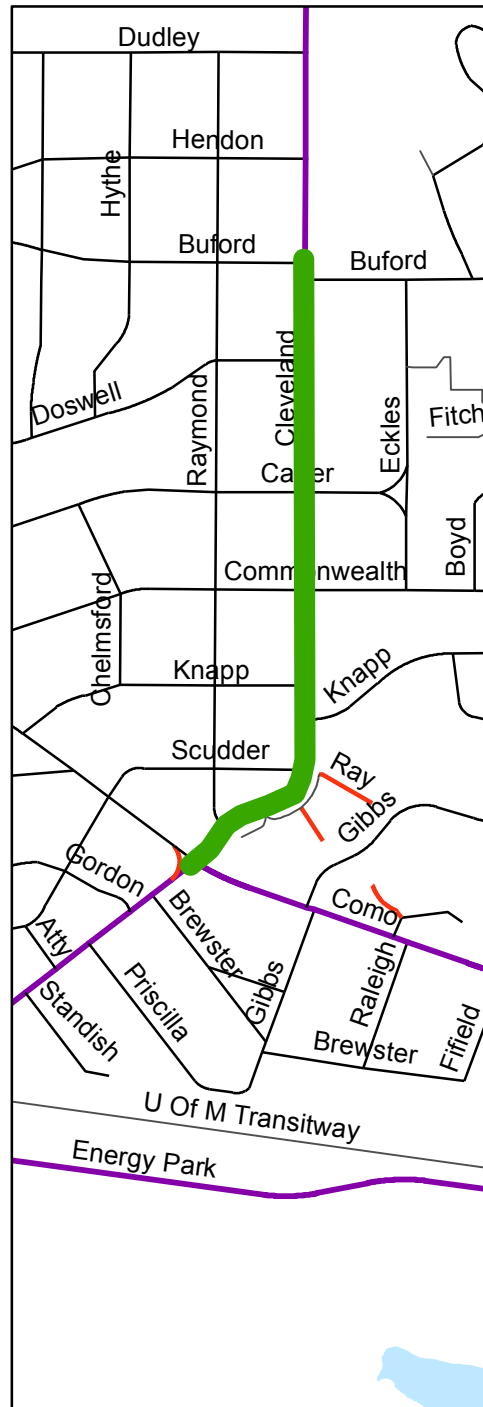 Dudley
Hendon
Hythe
Buford
Buford
Cleveland
Doswell
Raymond
Eckles
Fitch
Carter
Boyd
Commonwealth
Chelmsford
Knapp
Knapp
Scudder
Ray
Gibbs
Gordon
Como
Brewster
Atty
Gibbs
Raleigh
Priscilla
Standish
Brewster
Fifield
U Of M Transitway
Energy Park